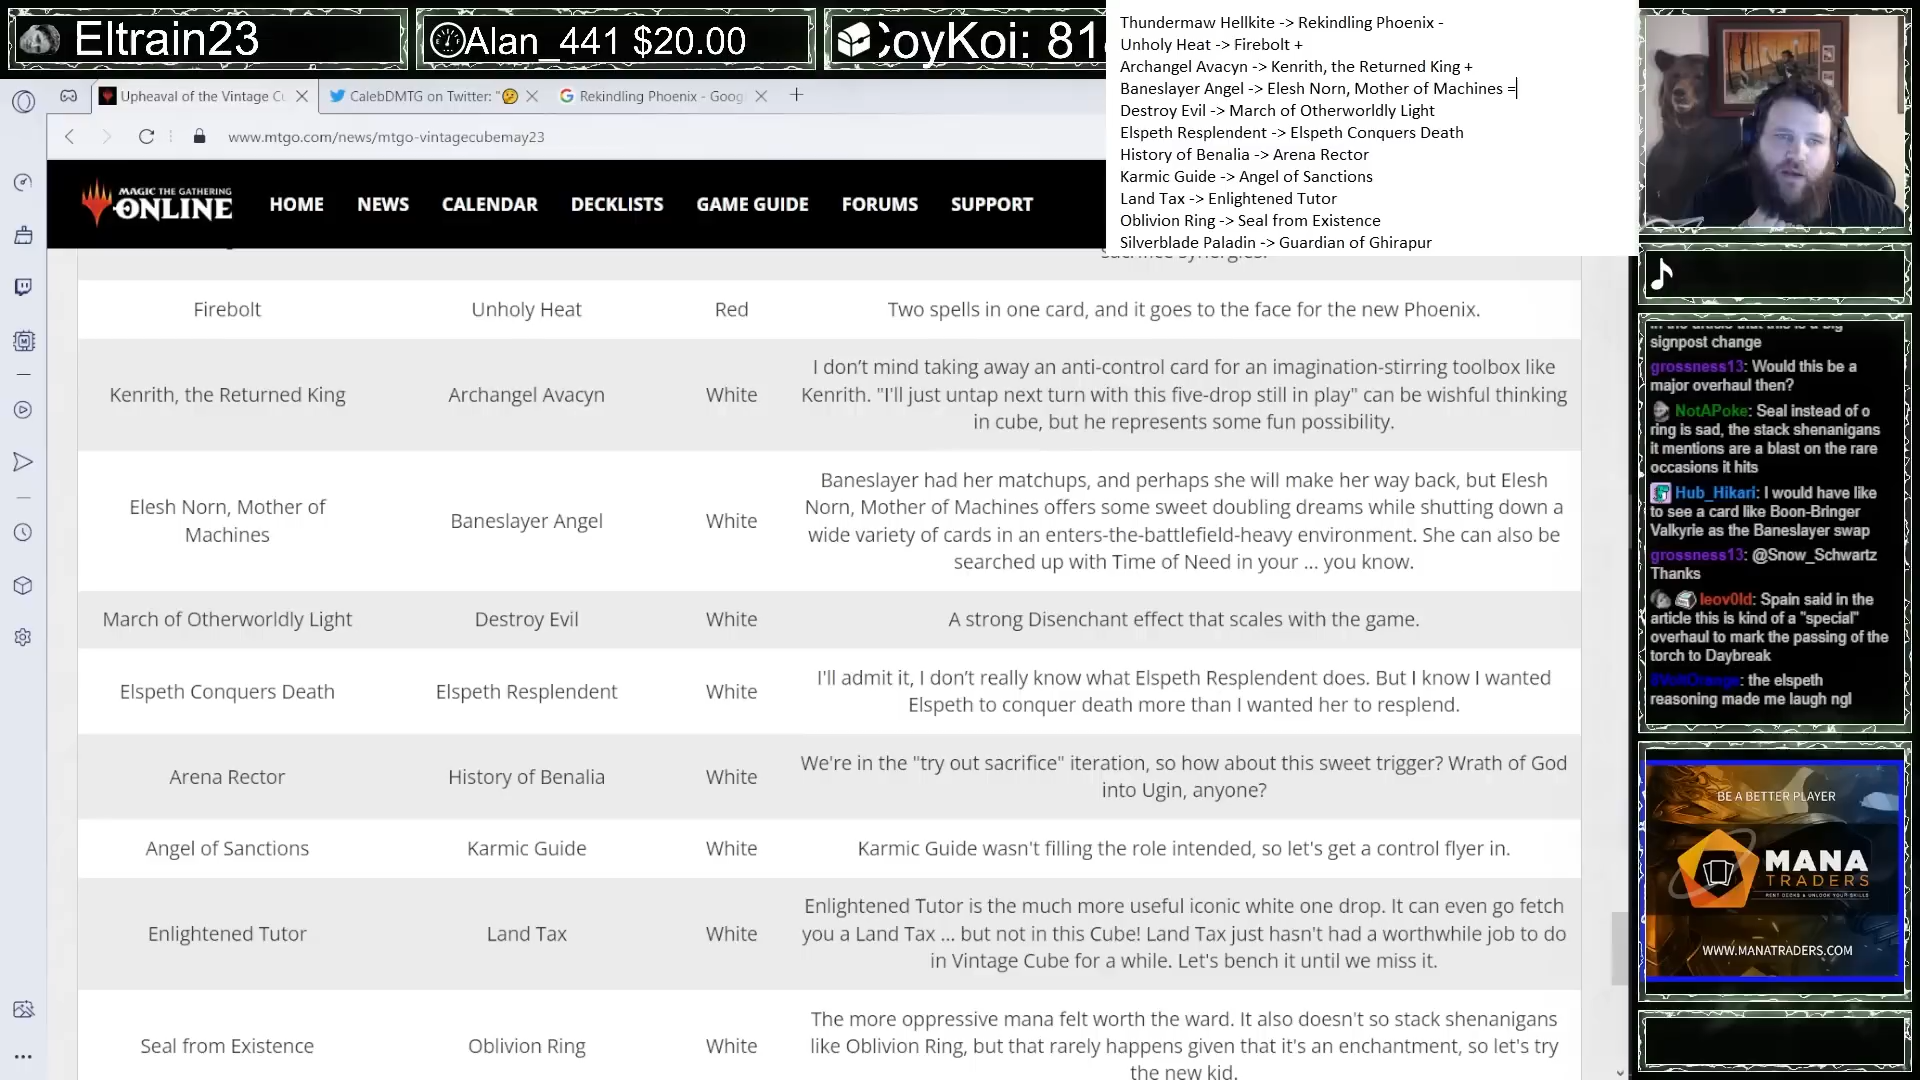 Eltrain23
Alan_441 $20.00
CoyKoi: 81
Thundermaw Hellkite -> Rekindling Phoenix -
Unholy Heat -> Firebolt +
Archangel Avacyn -> Kenrith, the Returned King +
Baneslayer Angel -> Elesh Norn, Mother of Machines =
Destroy Evil -> March of Otherworldly Light
Elspeth Resplendent -> Elspeth Conquers Death
History of Benalia -> Arena Rector
Karmic Guide -> Angel of Sanctions
Land Tax -> Enlightened Tutor
Oblivion Ring -> Seal from Existence
Silverblade Paladin -> Guardian of Ghirapur
Upheaval of the Vintage Cu
CalebDMTG on Twitter: "🤔
Rekindling Phoenix - Goog
www.mtgo.com/news/mtgo-vintagecubemay23
MAGIC THE GATHERING
ONLINE
HOME NEWS CALENDAR DECKLISTS GAME GUIDE FORUMS SUPPORT
sacrifice synergies.
Firebolt Unholy Heat Red Two spells in one card, and it goes to the face for the new Phoenix.
I don’t mind taking away an anti-control card for an imagination-stirring toolbox like
Kenrith, the Returned King Archangel Avacyn White Kenrith. "I'll just untap next turn with this five-drop still in play" can be wishful thinking
in cube, but he represents some fun possibility.
Baneslayer had her matchups, and perhaps she will make her way back, but Elesh
Elesh Norn, Mother of
Machines
Baneslayer Angel White
Norn, Mother of Machines offers some sweet doubling dreams while shutting down a
wide variety of cards in an enters-the-battlefield-heavy environment. She can also be
searched up with Time of Need in your ... you know.
March of Otherworldly Light Destroy Evil White A strong Disenchant effect that scales with the game.
Elspeth Conquers Death Elspeth Resplendent White
I'll admit it, I don’t really know what Elspeth Resplendent does. But I know I wanted
Elspeth to conquer death more than I wanted her to resplend.
Arena Rector History of Benalia White
We're in the "try out sacrifice" iteration, so how about this sweet trigger? Wrath of God
into Ugin, anyone?
Angel of Sanctions Karmic Guide White Karmic Guide wasn't filling the role intended, so let's get a control flyer in.
Enlightened Tutor is the much more useful iconic white one drop. It can even go fetch
Enlightened Tutor Land Tax White you a Land Tax ... but not in this Cube! Land Tax just hasn't had a worthwhile job to do
in Vintage Cube for a while. Let's bench it until we miss it.
The more oppressive mana felt worth the ward. It also doesn't so stack shenanigans
Seal from Existence Oblivion Ring White like Oblivion Ring, but that rarely happens given that it's an enchantment, so let's try
the new kid.
in the article that this is a big
signpost change
grossness13: Would this be a
major overhaul then?
NotAPoke: Seal instead of o
ring is sad, the stack shenanigans
it mentions are a blast on the rare
occasions it hits
Hub_Hikari: I would have like
to see a card like Boon-Bringer
Valkyrie as the Baneslayer swap
grossness13: @Snow_Schwartz
Thanks
leov0ld: Spain said in the
article this is kind of a "special"
overhaul to mark the passing of the
torch to Daybreak
the elspeth
reasoning made me laugh ngl
BE A BETTER PLAYER
MANA
TRADERS
RENT DECKS & UNLOCK YOUR SKILLS
WWW.MANATRADERS.COM